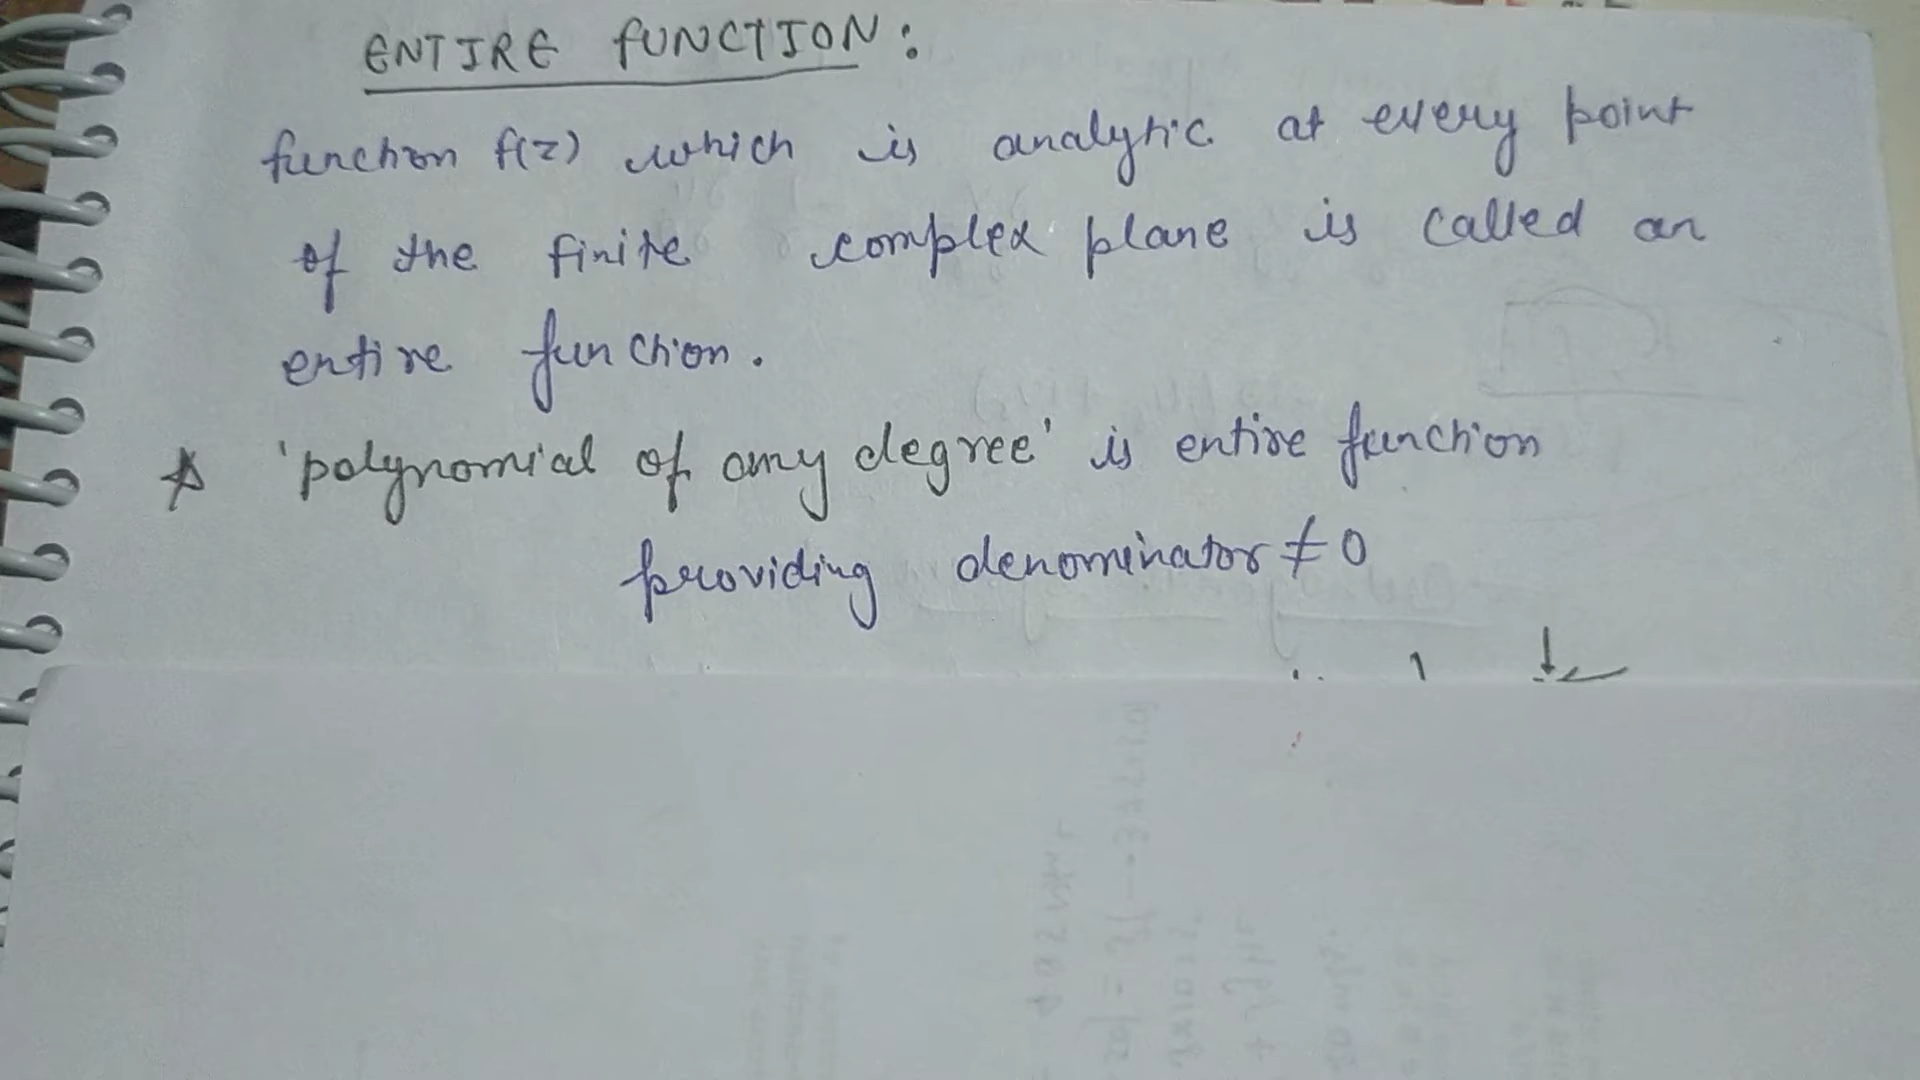 ENTIRE FUNCTION:
function f(z) which is analytic at every point
of the finite complex plane is called an
entire function.
☆ 'polynomial of any degree' is entire function
providing denominator ≠ 0